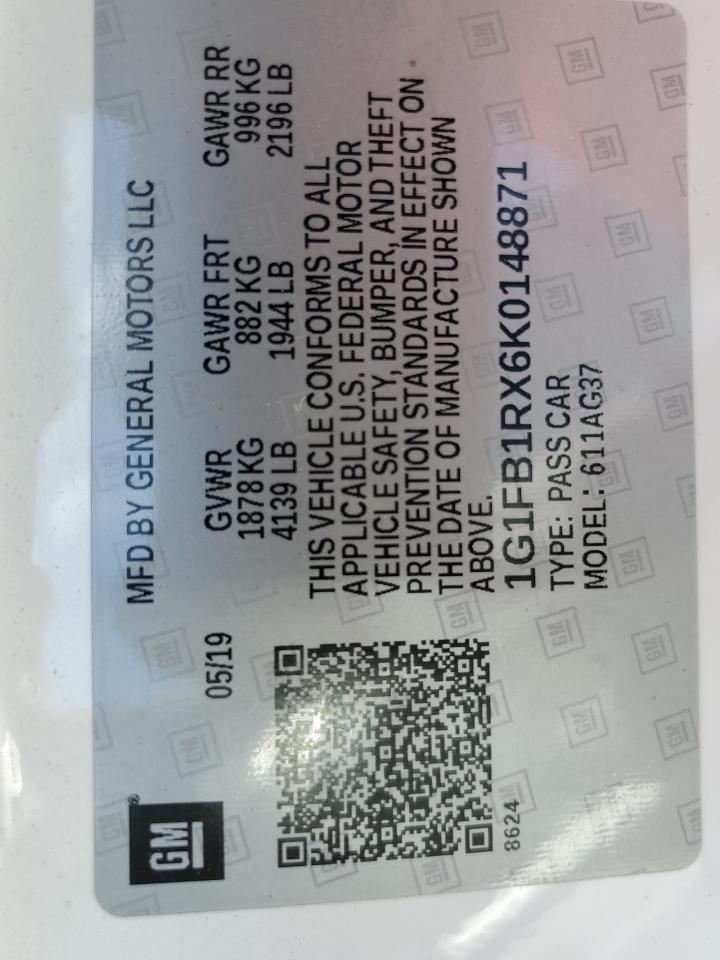 GM
®
MFD BY GENERAL MOTORS LLC
05/19
GVWR GAWR FRT GAWR RR
1878 KG 882 KG 996 KG
4139 LB 1944 LB 2196 LB
THIS VEHICLE CONFORMS TO ALL
APPLICABLE U.S. FEDERAL MOTOR
VEHICLE SAFETY, BUMPER, AND THEFT
PREVENTION STANDARDS IN EFFECT ON
THE DATE OF MANUFACTURE SHOWN
ABOVE.
1G1FB1RX6K0148871
TYPE: PASS CAR
MODEL: 611AG37
8624